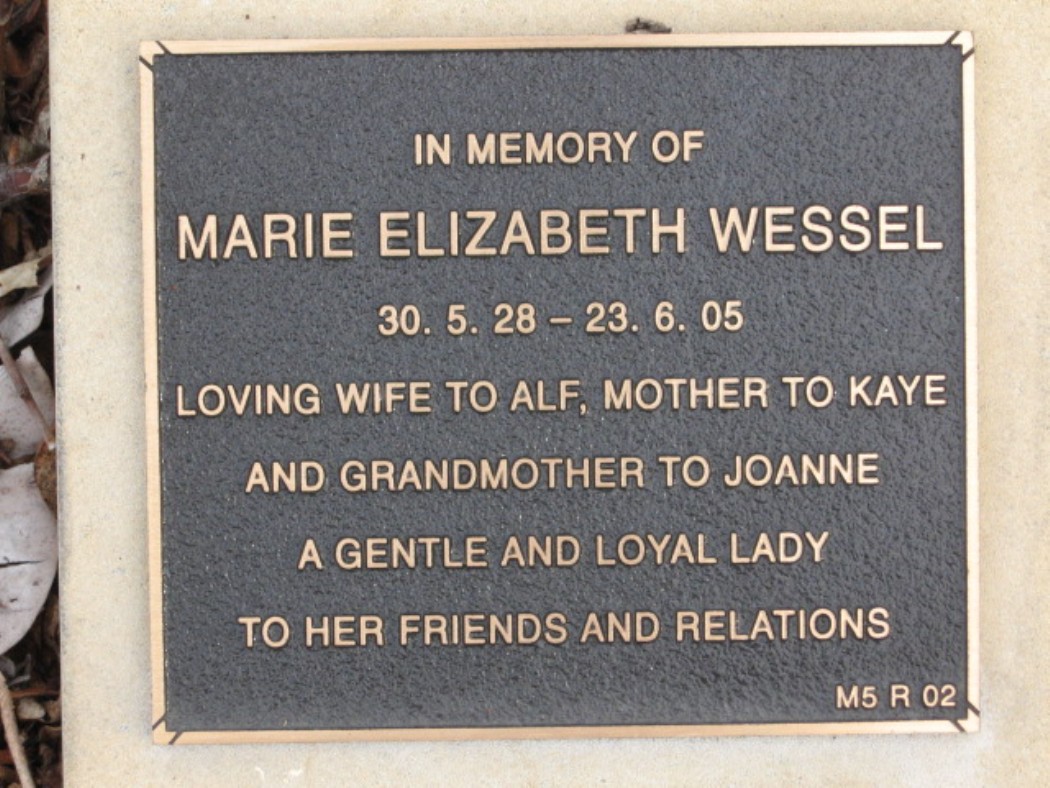 IN MEMORY OF
MARIE ELIZABETH WESSEL
30. 5. 28 – 23. 6. 05
LOVING WIFE TO ALF, MOTHER TO KAYE
AND GRANDMOTHER TO JOANNE
A GENTLE AND LOYAL LADY
TO HER FRIENDS AND RELATIONS
M5 R 02